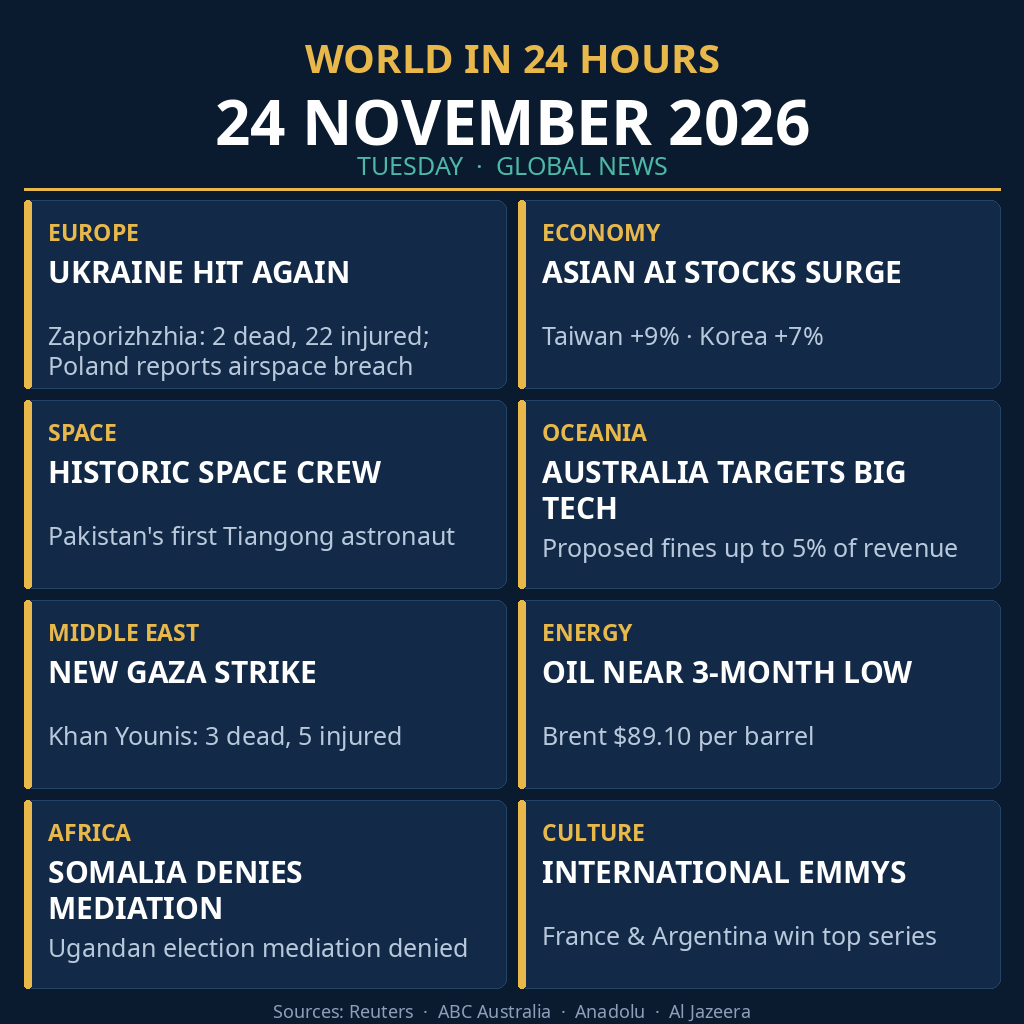 WORLD IN 24 HOURS
24 NOVEMBER 2026
TUESDAY · GLOBAL NEWS
EUROPE
UKRAINE HIT AGAIN
Zaporizhzhia: 2 dead, 22 injured;
Poland reports airspace breach
ECONOMY
ASIAN AI STOCKS SURGE
Taiwan +9% · Korea +7%
SPACE
HISTORIC SPACE CREW
Pakistan's first Tiangong astronaut
OCEANIA
AUSTRALIA TARGETS BIG
TECH
Proposed fines up to 5% of revenue
MIDDLE EAST
NEW GAZA STRIKE
Khan Younis: 3 dead, 5 injured
ENERGY
OIL NEAR 3-MONTH LOW
Brent $89.10 per barrel
AFRICA
SOMALIA DENIES
MEDIATION
Ugandan election mediation denied
CULTURE
INTERNATIONAL EMMYS
France & Argentina win top series
Sources: Reuters · ABC Australia · Anadolu · Al Jazeera